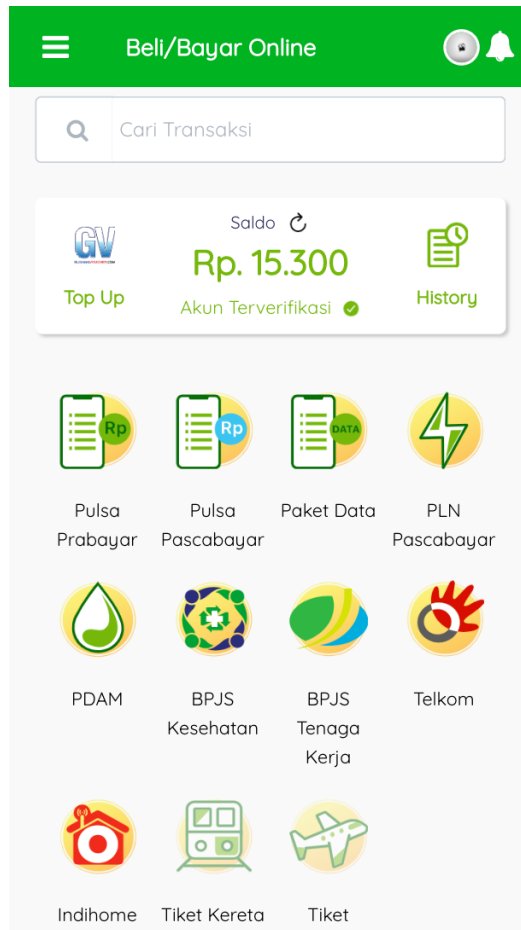 Beli/Bayar Online
Cari Transaksi
GV
Saldo
Rp. 15.300
Top Up
Akun Terverifikasi
History
Rp
Rp
DATA
Pulsa Prabayar
Pulsa Pascabayar
Paket Data
PLN Pascabayar
PDAM
BPJS Kesehatan
BPJS Tenaga Kerja
Telkom
Indihome
Tiket Kereta
Tiket